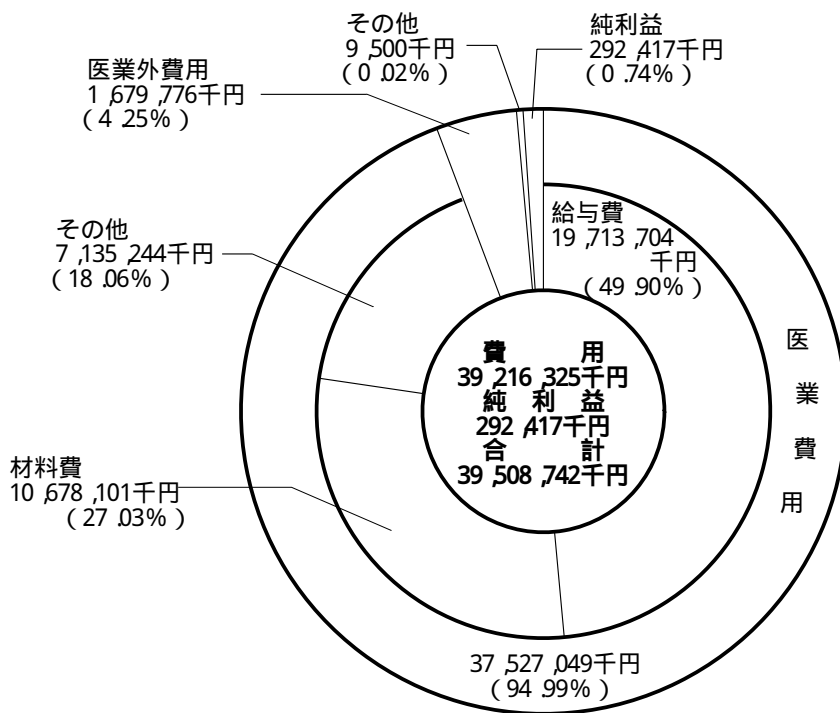 その他
9,500千円
(0.02%)
純利益
292,417千円
(0.74%)
医業外費用
1,679,776千円
(4.25%)
その他
7,135,244千円
(18.06%)
給与費
19,713,704
千円
(49.90%)
医業費用
費用
39,216,325千円
純利益
292,417千円
合計
39,508,742千円
材料費
10,678,101千円
(27.03%)
37,527,049千円
(94.99%)